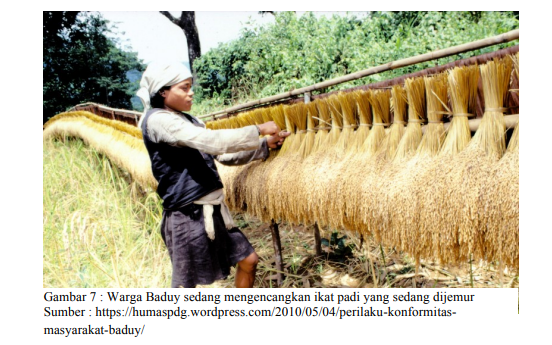 Gambar 7 : Warga Baduy sedang mengencangkan ikat padi yang sedang dijemur
Sumber : https://humaspdg.wordpress.com/2010/05/04/perilaku-konformitas-
masyarakat-baduy/